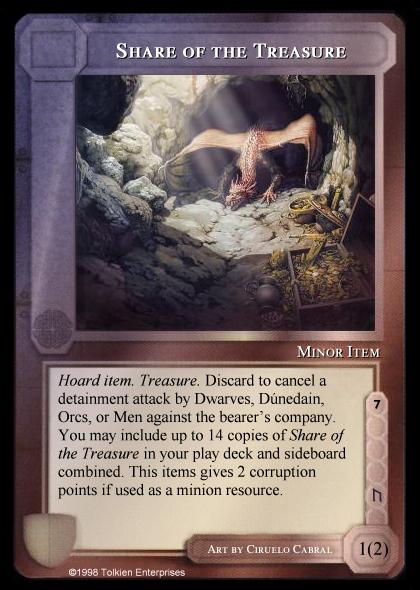 SHARE OF THE TREASURE
MINOR ITEM
Hoard item. Treasure. Discard to cancel a
detainment attack by Dwarves, Dúnedain,
Orcs, or Men against the bearer's company.
You may include up to 14 copies of Share of
the Treasure in your play deck and sideboard
combined. This items gives 2 corruption
points if used as a minion resource.
7
ART BY CIRUELO CABRAL
1(2)
©1998 Tolkien Enterprises